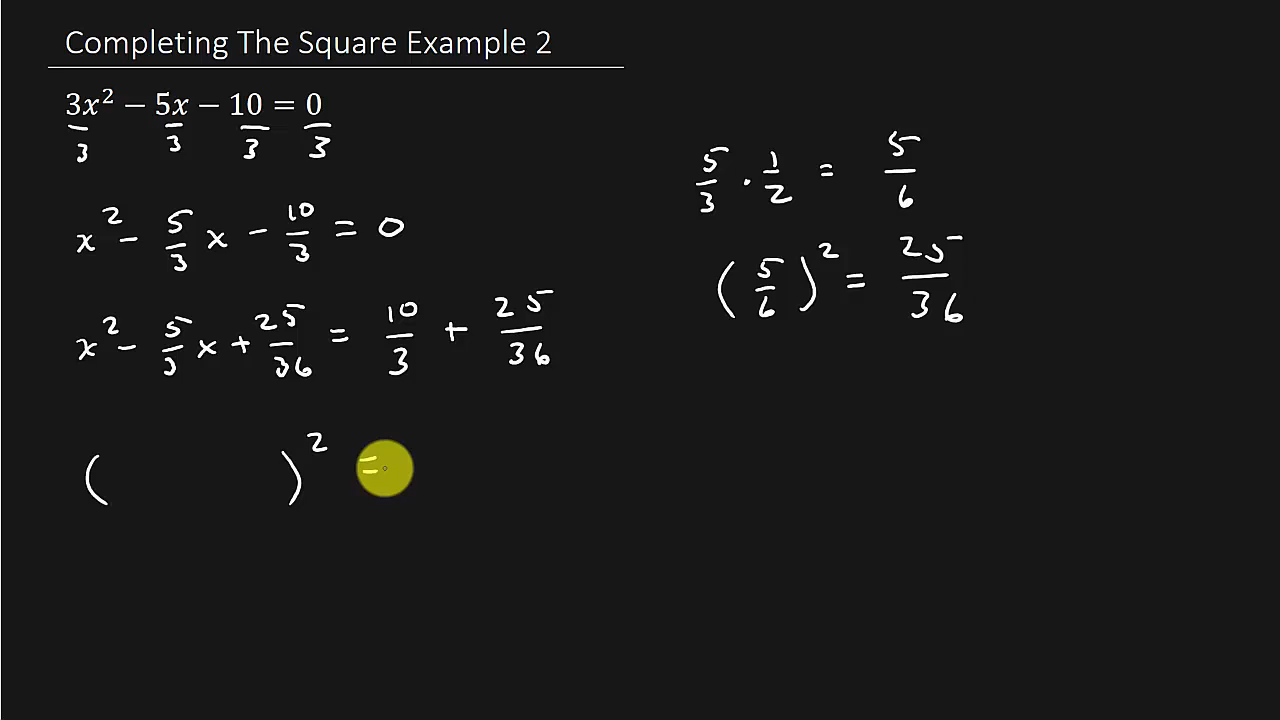 Completing The Square Example 2
3x² − 5x − 10 = 0
3 3 3 3
x² − 5/3 x − 10/3 = 0
x² − 5/3 x + 25/36 = 10/3 + 25/36
( )² =
5/3 · 1/2 = 5/6
(5/6)² = 25/36